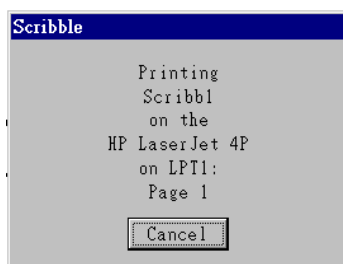 Scribble
Printing
Scribb1
on the
HP LaserJet 4P
on LPT1:
Page 1
Cancel